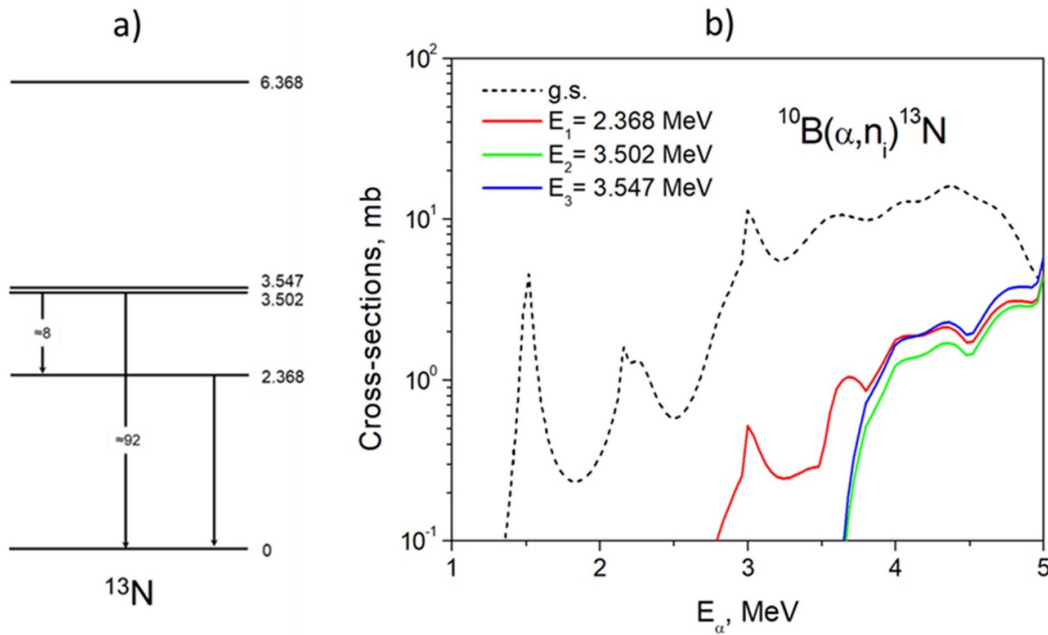 a)
6.368
3.547
3.502
≈8
2.368
≈92
0
¹³N
b)
g.s.
E₁= 2.368 MeV
E₂= 3.502 MeV
E₃= 3.547 MeV
¹⁰B(α,nᵢ)¹³N
Cross-sections, mb
10²
10¹
10⁰
10⁻¹
1 2 3 4 5
E_α, MeV